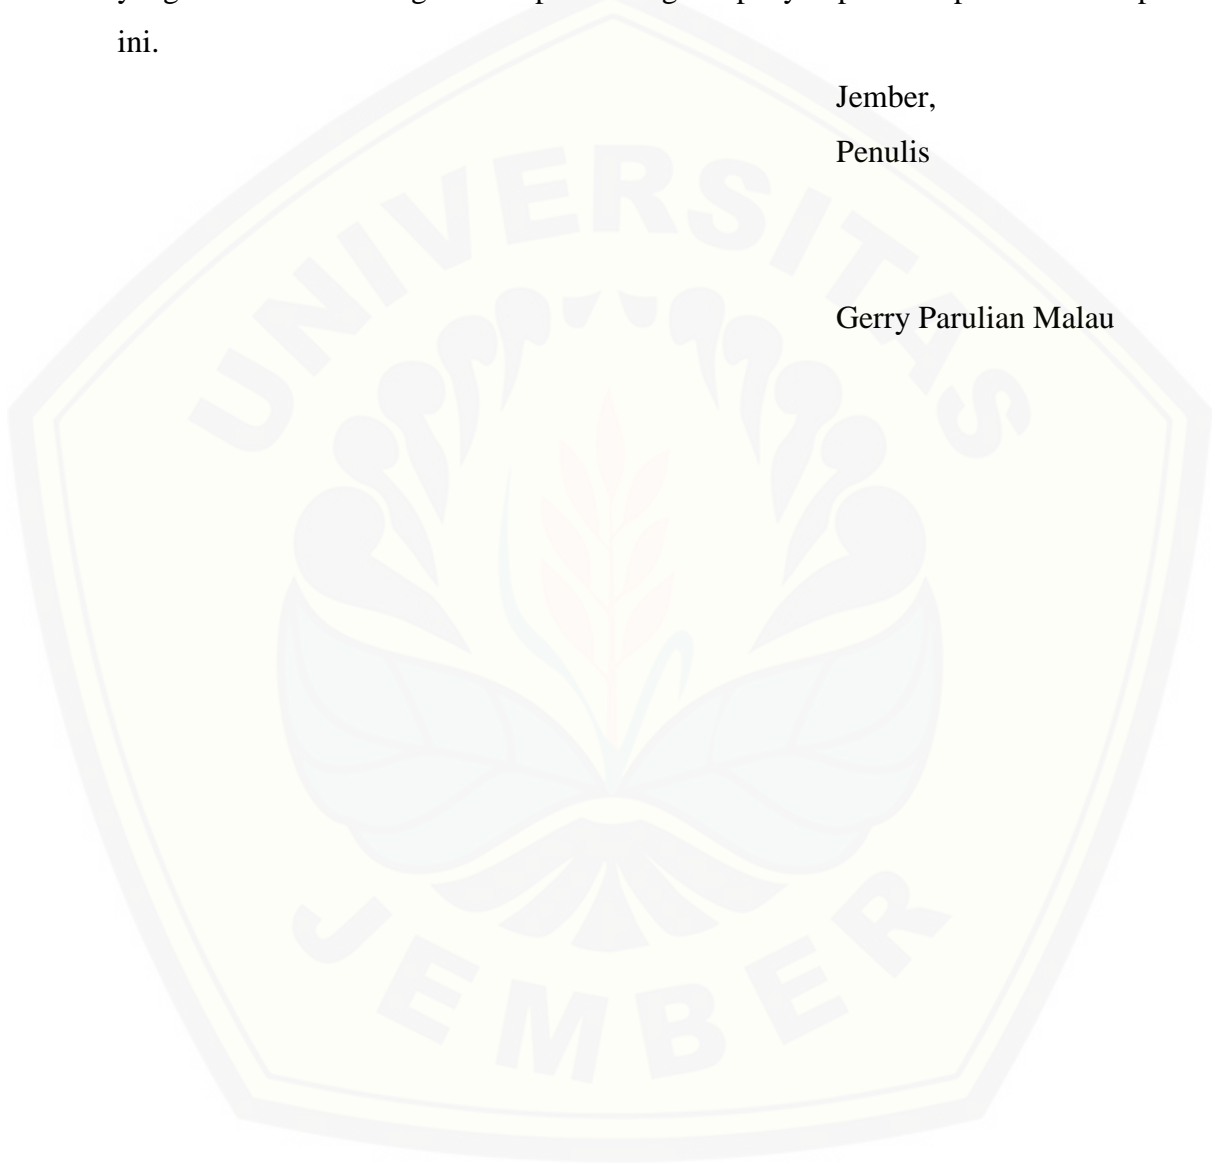 ini.
Jember,
Penulis
Gerry Parulian Malau
UNIVERSITAS
JEMBER